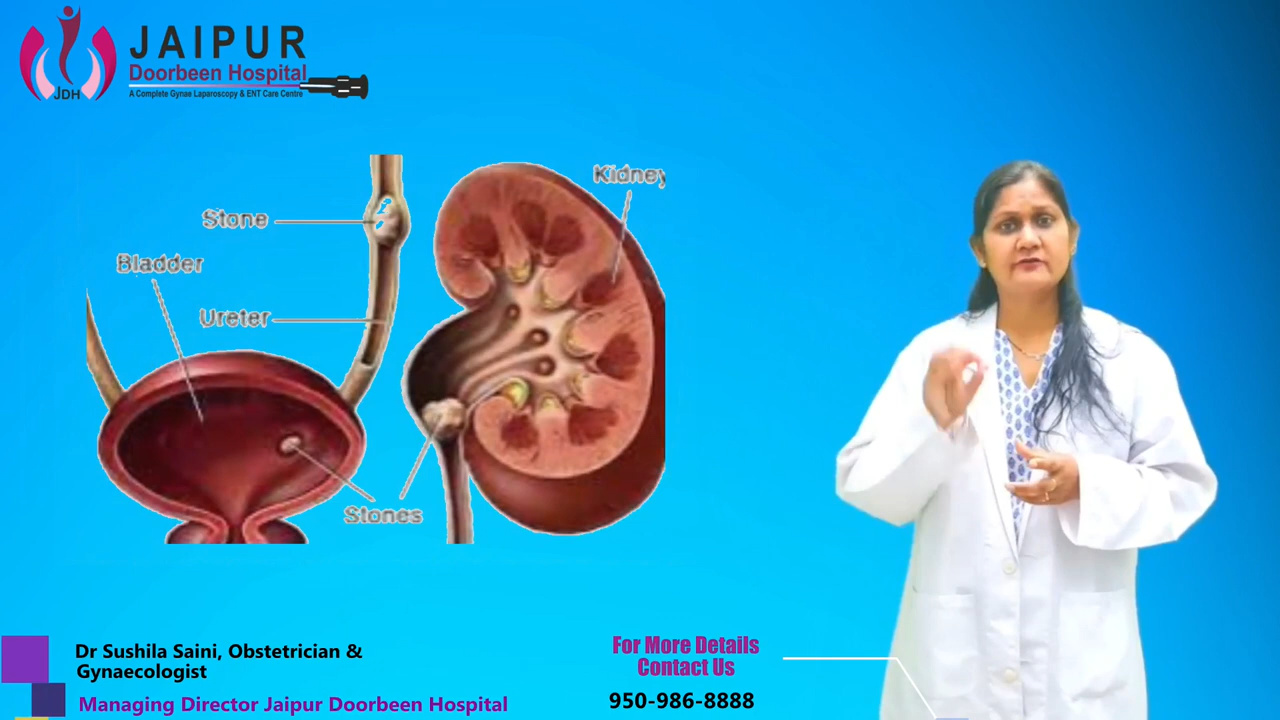 JAIPUR
Doorbeen Hospital
A Complete Gynae Laparoscopy & ENT Care Centre
JDH
Kidney
Stone
Bladder
Ureter
Stones
Dr Sushila Saini, Obstetrician &
Gynaecologist
Managing Director Jaipur Doorbeen Hospital
For More Details
Contact Us
950-986-8888